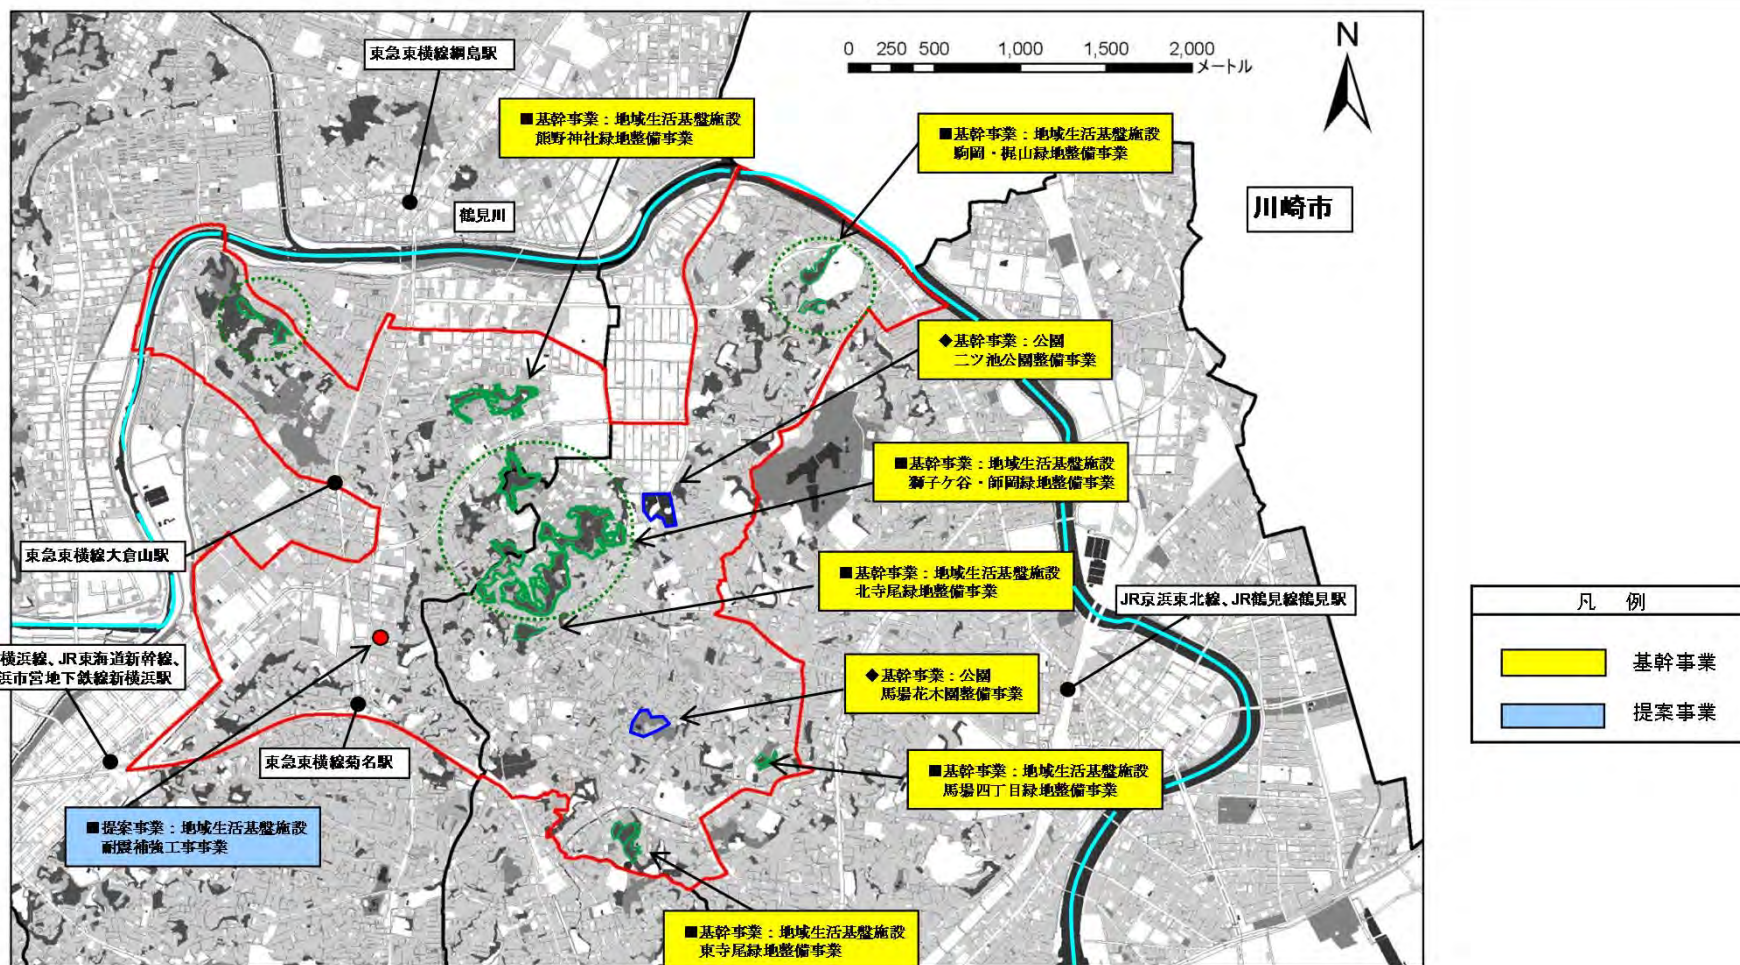 東急東横線綱島駅
0 250 500 1,000 1,500 2,000
メートル
N
■基幹事業：地域生活基盤施設
熊野神社緑地整備事業
■基幹事業：地域生活基盤施設
駒岡・梶山緑地整備事業
川崎市
鶴見川
◆基幹事業：公園
二ツ池公園整備事業
■基幹事業：地域生活基盤施設
獅子ケ谷・師岡緑地整備事業
東急東横線大倉山駅
■基幹事業：地域生活基盤施設
北寺尾緑地整備事業
JR京浜東北線、JR鶴見線鶴見駅
横浜線、JR東海道新幹線、
浜市営地下鉄線新横浜駅
◆基幹事業：公園
馬場花木園整備事業
東急東横線菊名駅
■基幹事業：地域生活基盤施設
馬場四丁目緑地整備事業
■提案事業：地域生活基盤施設
耐震補強工事事業
■基幹事業：地域生活基盤施設
東寺尾緑地整備事業
凡 例
基幹事業
提案事業